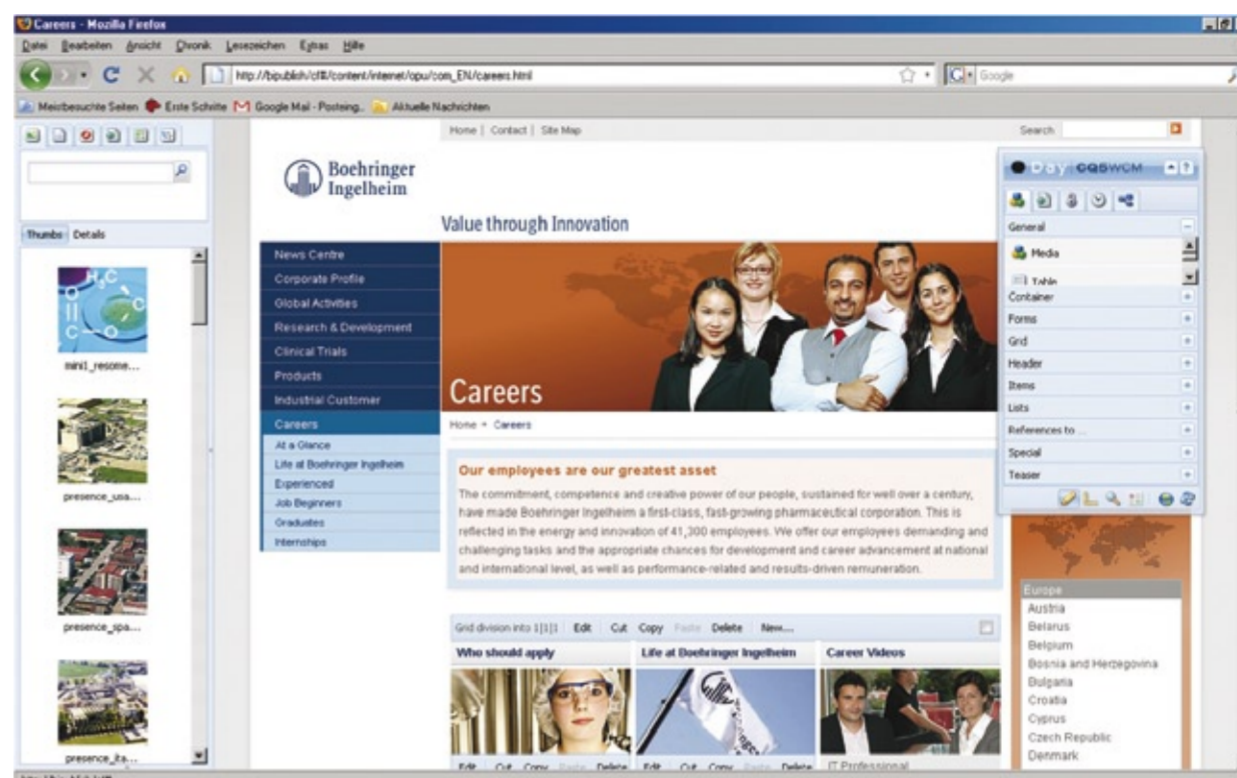 Careers - Mozilla Firefox
Datei Bearbeiten Ansicht Chronik Lesezeichen Extras Hilfe
http://bipublish/cf#/content/internet/opu/com_EN/careers.html
Google
Meistbesuchte Seiten Erste Schritte Google Mail - Posteing... Aktuelle Nachrichten
Home | Contact | Site Map
Search
Boehringer
Ingelheim
Value through Innovation
Thumbs Details
mini1_resome...
presence_usa...
presence_spa...
presence_ita...
News Centre
Corporate Profile
Global Activities
Research & Development
Clinical Trials
Products
Industrial Customer
Careers
At a Glance
Life at Boehringer Ingelheim
Experienced
Job Beginners
Graduates
Internships
Careers
Home Careers
Our employees are our greatest asset
The commitment, competence and creative power of our people, sustained for well over a century,
have made Boehringer Ingelheim a first-class, fast-growing pharmaceutical corporation. This is
reflected in the energy and innovation of 41,300 employees. We offer our employees demanding and
challenging tasks and the appropriate chances for development and career advancement at national
and international level, as well as performance-related and results-driven remuneration.
Grid division into 1|1|1 Edit Cut Copy Paste Delete New...
Who should apply
Life at Boehringer Ingelheim
Career Videos
Edit Cut Copy Paste Delete
Edit Cut Copy Paste Delete
IT Professional
Day CQ5WCM
General
Media
Table
Container
Forms
Grid
Header
Items
Lists
References to ...
Special
Teaser
Europe
Austria
Belarus
Belgium
Bosnia and Herzegovina
Bulgaria
Croatia
Cyprus
Czech Republic
Denmark